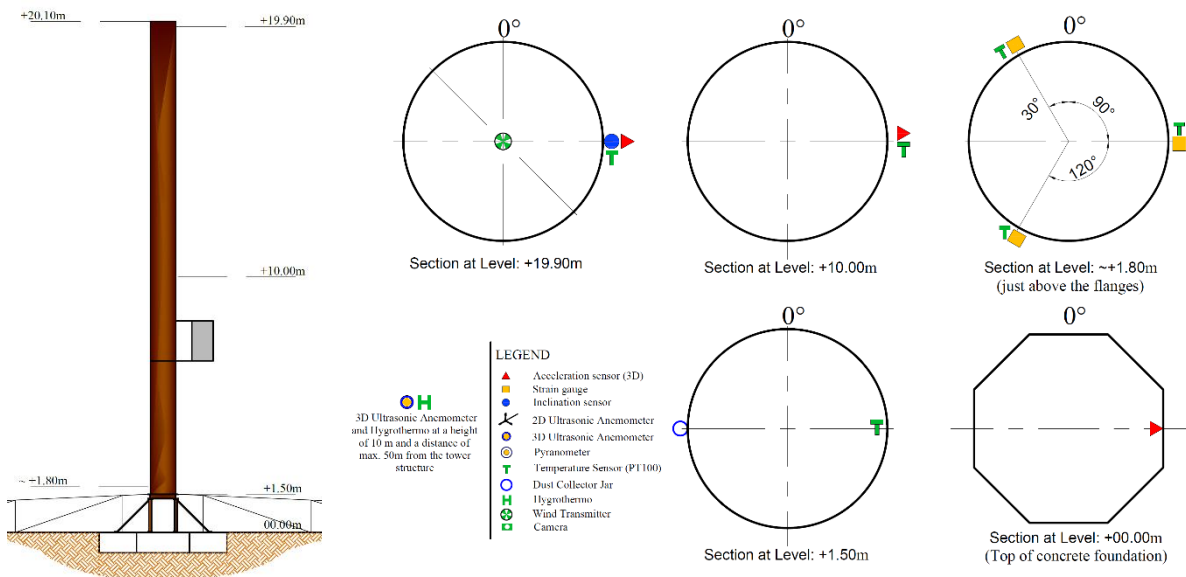 +20,10m
+19.90m
+10.00m
~ +1.80m
+1.50m
00.00m
0°
Section at Level: +19.90m
0°
Section at Level: +10.00m
0°
30°
90°
120°
Section at Level: ~+1.80m
(just above the flanges)
3D Ultrasonic Anemometer
and Hygrothermo at a height
of 10 m and a distance of
max. 50m from the tower
structure
LEGEND
Acceleration sensor (3D)
Strain gauge
Inclination sensor
2D Ultrasonic Anemometer
3D Ultrasonic Anemometer
Pyranometer
T Temperature Sensor (PT100)
Dust Collector Jar
H Hygrothermo
Wind Transmitter
Camera
0°
Section at Level: +1.50m
0°
Section at Level: +00.00m
(Top of concrete foundation)
H
T
T
T
T
T
T